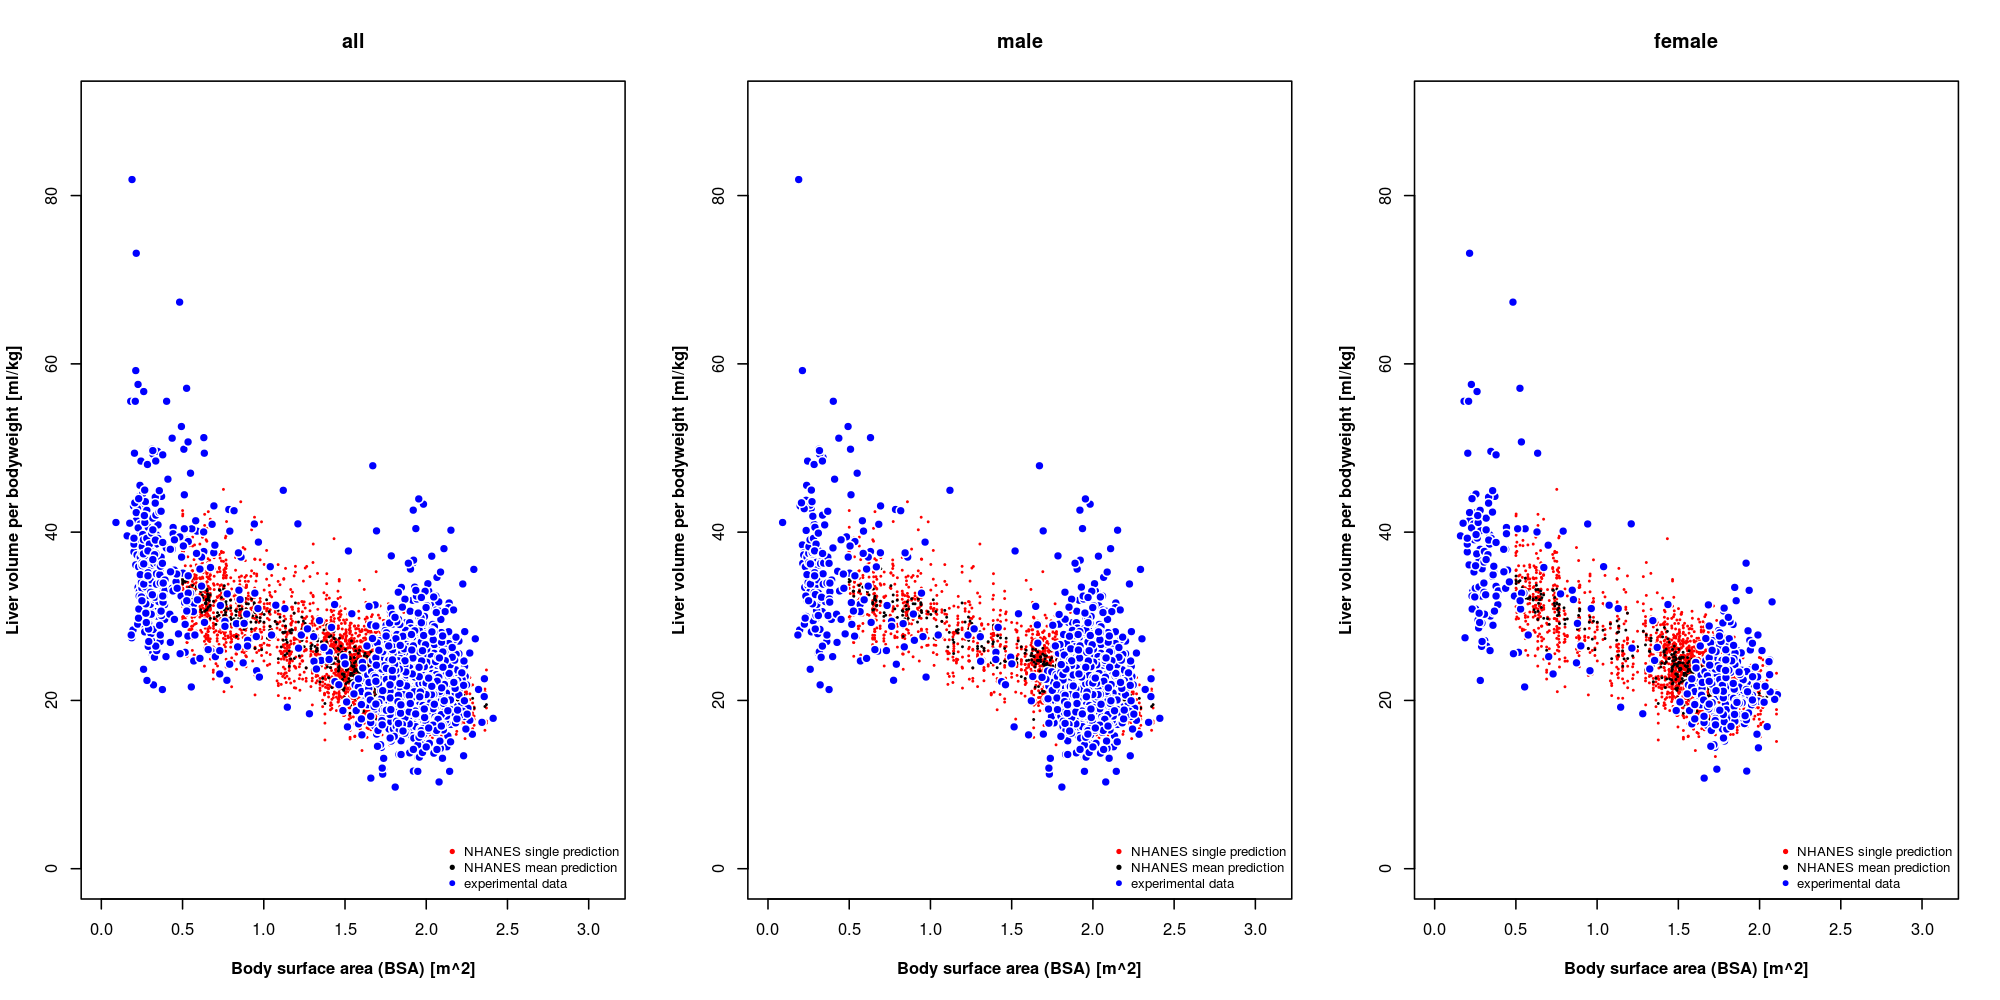 all
Liver volume per bodyweight [ml/kg]
80
60
40
20
0
NHANES single prediction
NHANES mean prediction
experimental data
0.0 0.5 1.0 1.5 2.0 2.5 3.0
Body surface area (BSA) [m^2]
male
Liver volume per bodyweight [ml/kg]
80
60
40
20
0
NHANES single prediction
NHANES mean prediction
experimental data
0.0 0.5 1.0 1.5 2.0 2.5 3.0
Body surface area (BSA) [m^2]
female
Liver volume per bodyweight [ml/kg]
80
60
40
20
0
NHANES single prediction
NHANES mean prediction
experimental data
0.0 0.5 1.0 1.5 2.0 2.5 3.0
Body surface area (BSA) [m^2]